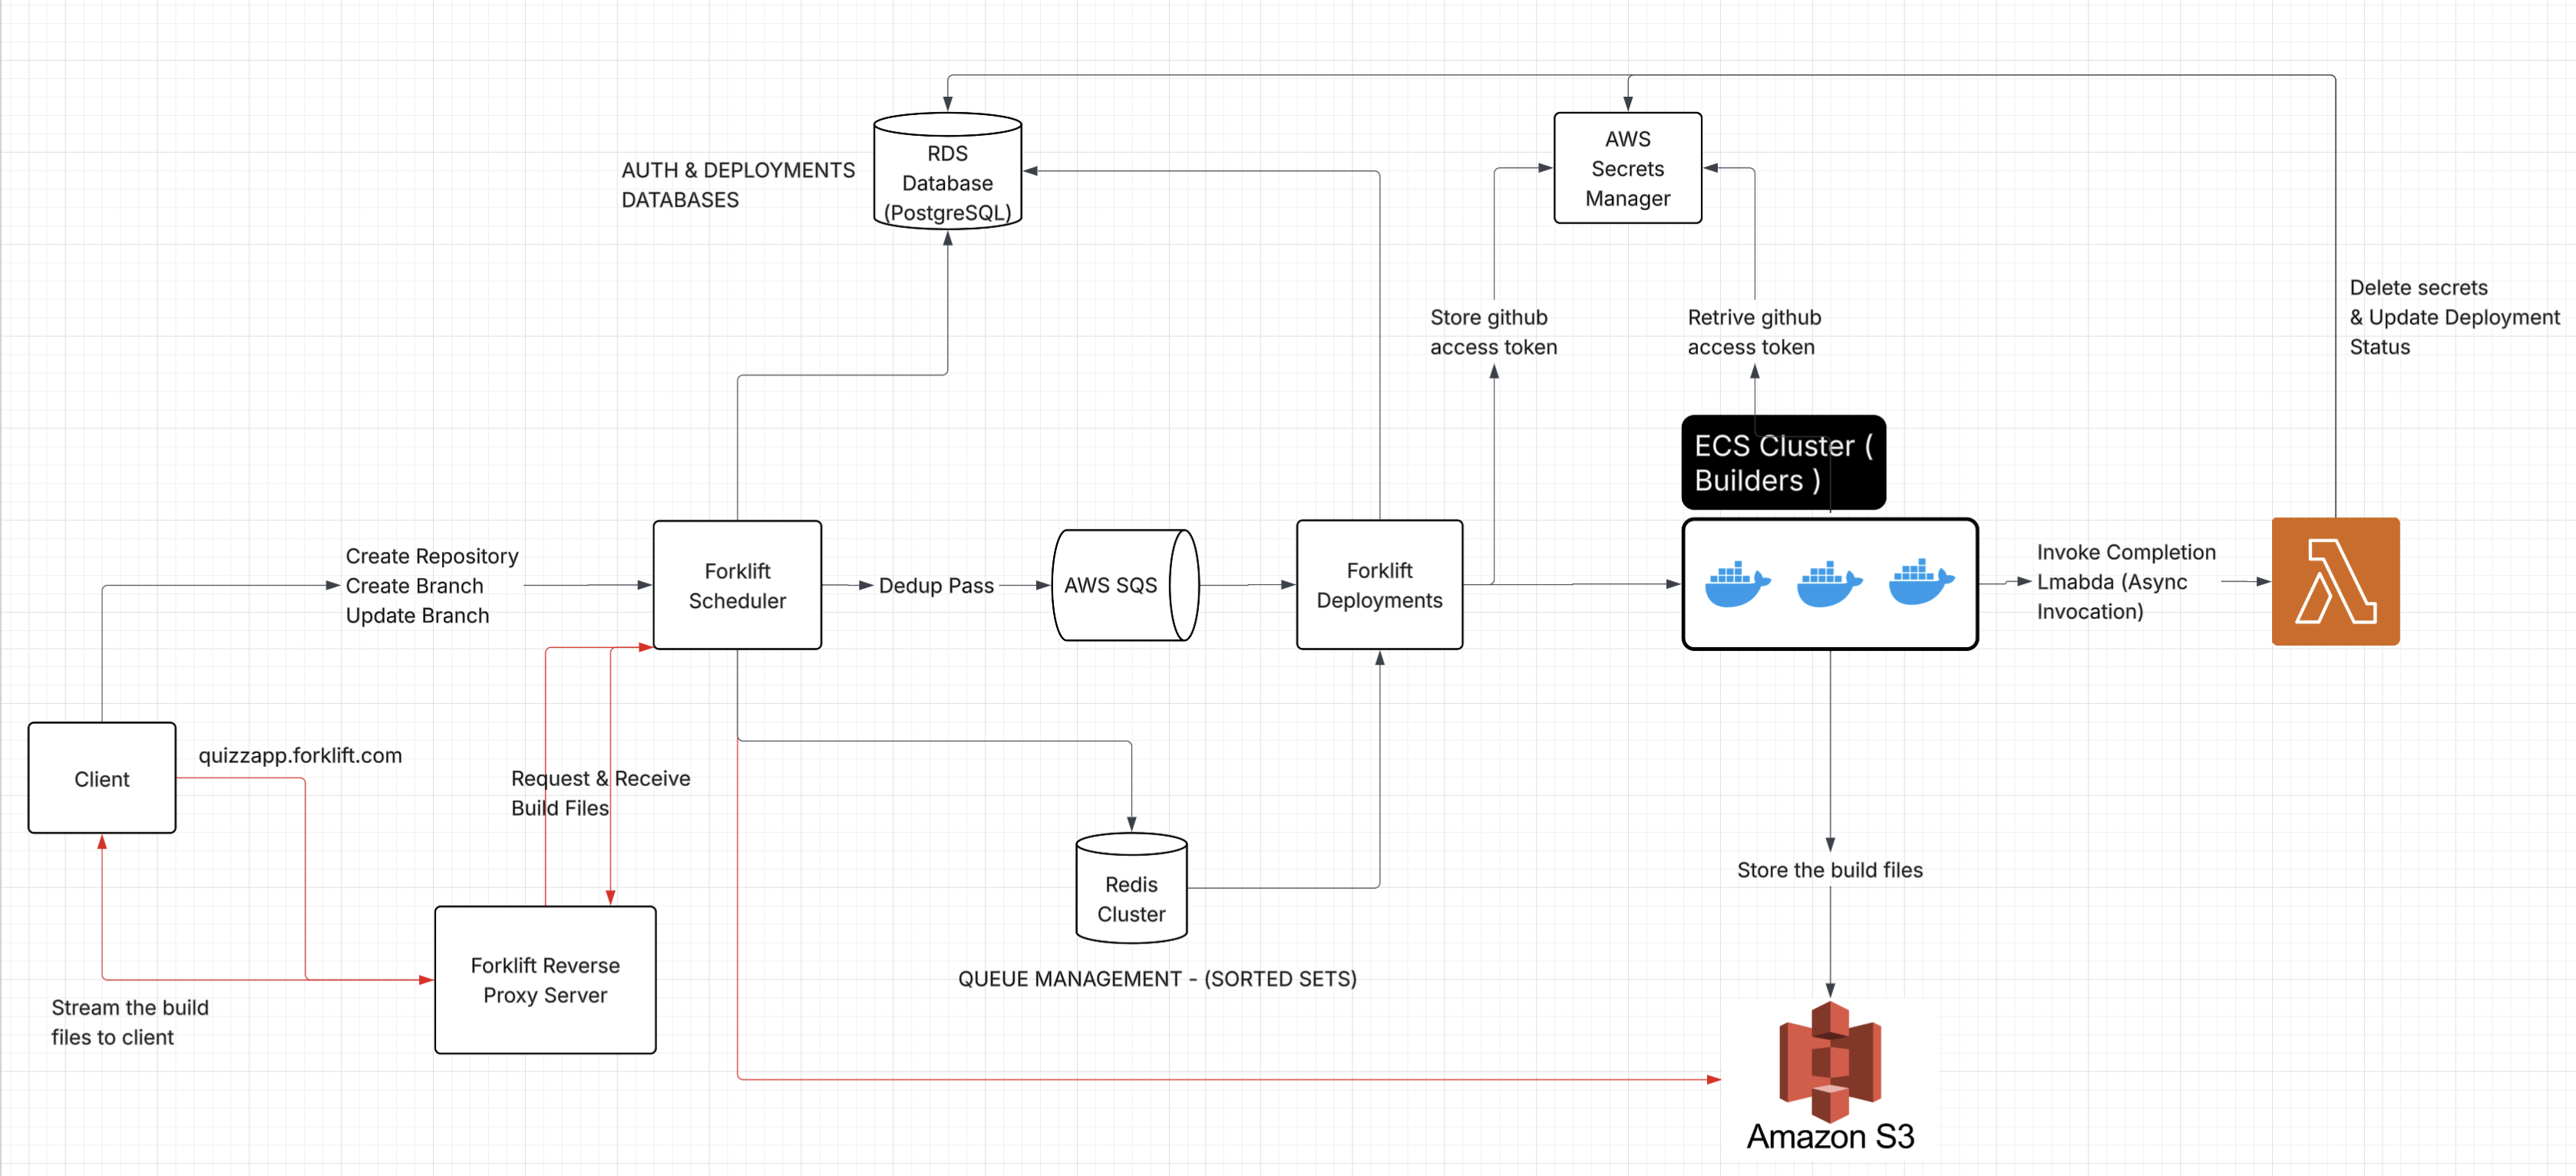 RDS
Database
(PostgreSQL)
AUTH & DEPLOYMENTS
DATABASES
AWS
Secrets
Manager
Store github
access token
Retrive github
access token
Delete secrets
& Update Deployment
Status
ECS Cluster (
Builders )
Create Repository
Create Branch
Update Branch
Forklift
Scheduler
Dedup Pass
AWS SQS
Forklift
Deployments
Invoke Completion
Lmabda (Async
Invocation)
Client
quizzapp.forklift.com
Request & Receive
Build Files
Redis
Cluster
QUEUE MANAGEMENT - (SORTED SETS)
Store the build files
Forklift Reverse
Proxy Server
Stream the build
files to client
Amazon S3